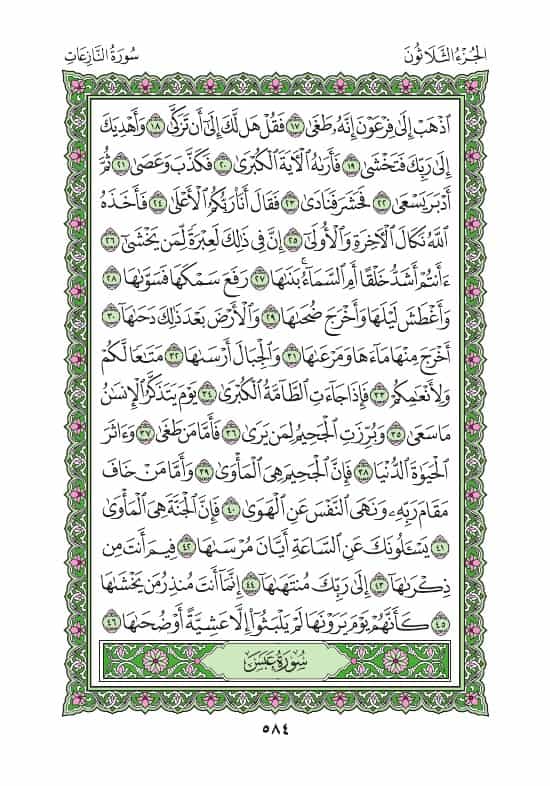 الجُزْءُ الثَّلَاثُونَ
سُورَةُ النَّازِعَاتِ
ٱذْهَبْ إِلَىٰ فِرْعَوْنَ إِنَّهُۥ طَغَىٰ ١٧ فَقُلْ هَل لَّكَ إِلَىٰٓ أَن تَزَكَّىٰ ١٨ وَأَهْدِيَكَ
إِلَىٰ رَبِّكَ فَتَخْشَىٰ ١٩ فَأَرَىٰهُ ٱلْـَٔايَةَ ٱلْكُبْرَىٰ ٢٠ فَكَذَّبَ وَعَصَىٰ ٢١ ثُمَّ
أَدْبَرَ يَسْعَىٰ ٢٢ فَحَشَرَ فَنَادَىٰ ٢٣ فَقَالَ أَنَا۠ رَبُّكُمُ ٱلْأَعْلَىٰ ٢٤ فَأَخَذَهُ
ٱللَّهُ نَكَالَ ٱلْـَٔاخِرَةِ وَٱلْأُولَىٰٓ ٢٥ إِنَّ فِى ذَٰلِكَ لَعِبْرَةً لِّمَن يَخْشَىٰٓ ٢٦
ءَأَنتُمْ أَشَدُّ خَلْقًا أَمِ ٱلسَّمَآءُ ۚ بَنَىٰهَا ٢٧ رَفَعَ سَمْكَهَا فَسَوَّىٰهَا ٢٨
وَأَغْطَشَ لَيْلَهَا وَأَخْرَجَ ضُحَىٰهَا ٢٩ وَٱلْأَرْضَ بَعْدَ ذَٰلِكَ دَحَىٰهَآ ٣٠
أَخْرَجَ مِنْهَا مَآءَهَا وَمَرْعَىٰهَا ٣١ وَٱلْجِبَالَ أَرْسَىٰهَا ٣٢ مَتَٰعًا لَّكُمْ
وَلِأَنْعَٰمِكُمْ ٣٣ فَإِذَا جَآءَتِ ٱلطَّآمَّةُ ٱلْكُبْرَىٰ ٣٤ يَوْمَ يَتَذَكَّرُ ٱلْإِنسَٰنُ
مَا سَعَىٰ ٣٥ وَبُرِّزَتِ ٱلْجَحِيمُ لِمَن يَرَىٰ ٣٦ فَأَمَّا مَن طَغَىٰ ٣٧ وَءَاثَرَ
ٱلْحَيَوٰةَ ٱلدُّنْيَا ٣٨ فَإِنَّ ٱلْجَحِيمَ هِىَ ٱلْمَأْوَىٰ ٣٩ وَأَمَّا مَنْ خَافَ
مَقَامَ رَبِّهِۦ وَنَهَى ٱلنَّفْسَ عَنِ ٱلْهَوَىٰ ٤٠ فَإِنَّ ٱلْجَنَّةَ هِىَ ٱلْمَأْوَىٰ
٤١ يَسْـَٔلُونَكَ عَنِ ٱلسَّاعَةِ أَيَّانَ مُرْسَىٰهَا ٤٢ فِيمَ أَنتَ مِن
ذِكْرَىٰهَآ ٤٣ إِلَىٰ رَبِّكَ مُنتَهَىٰهَآ ٤٤ إِنَّمَآ أَنتَ مُنذِرُ مَن يَخْشَىٰهَا
٤٥ كَأَنَّهُمْ يَوْمَ يَرَوْنَهَا لَمْ يَلْبَثُوٓا۟ إِلَّا عَشِيَّةً أَوْ ضُحَىٰهَا ٤٦
سُورَةُ عَبَسَ
٥٨٤